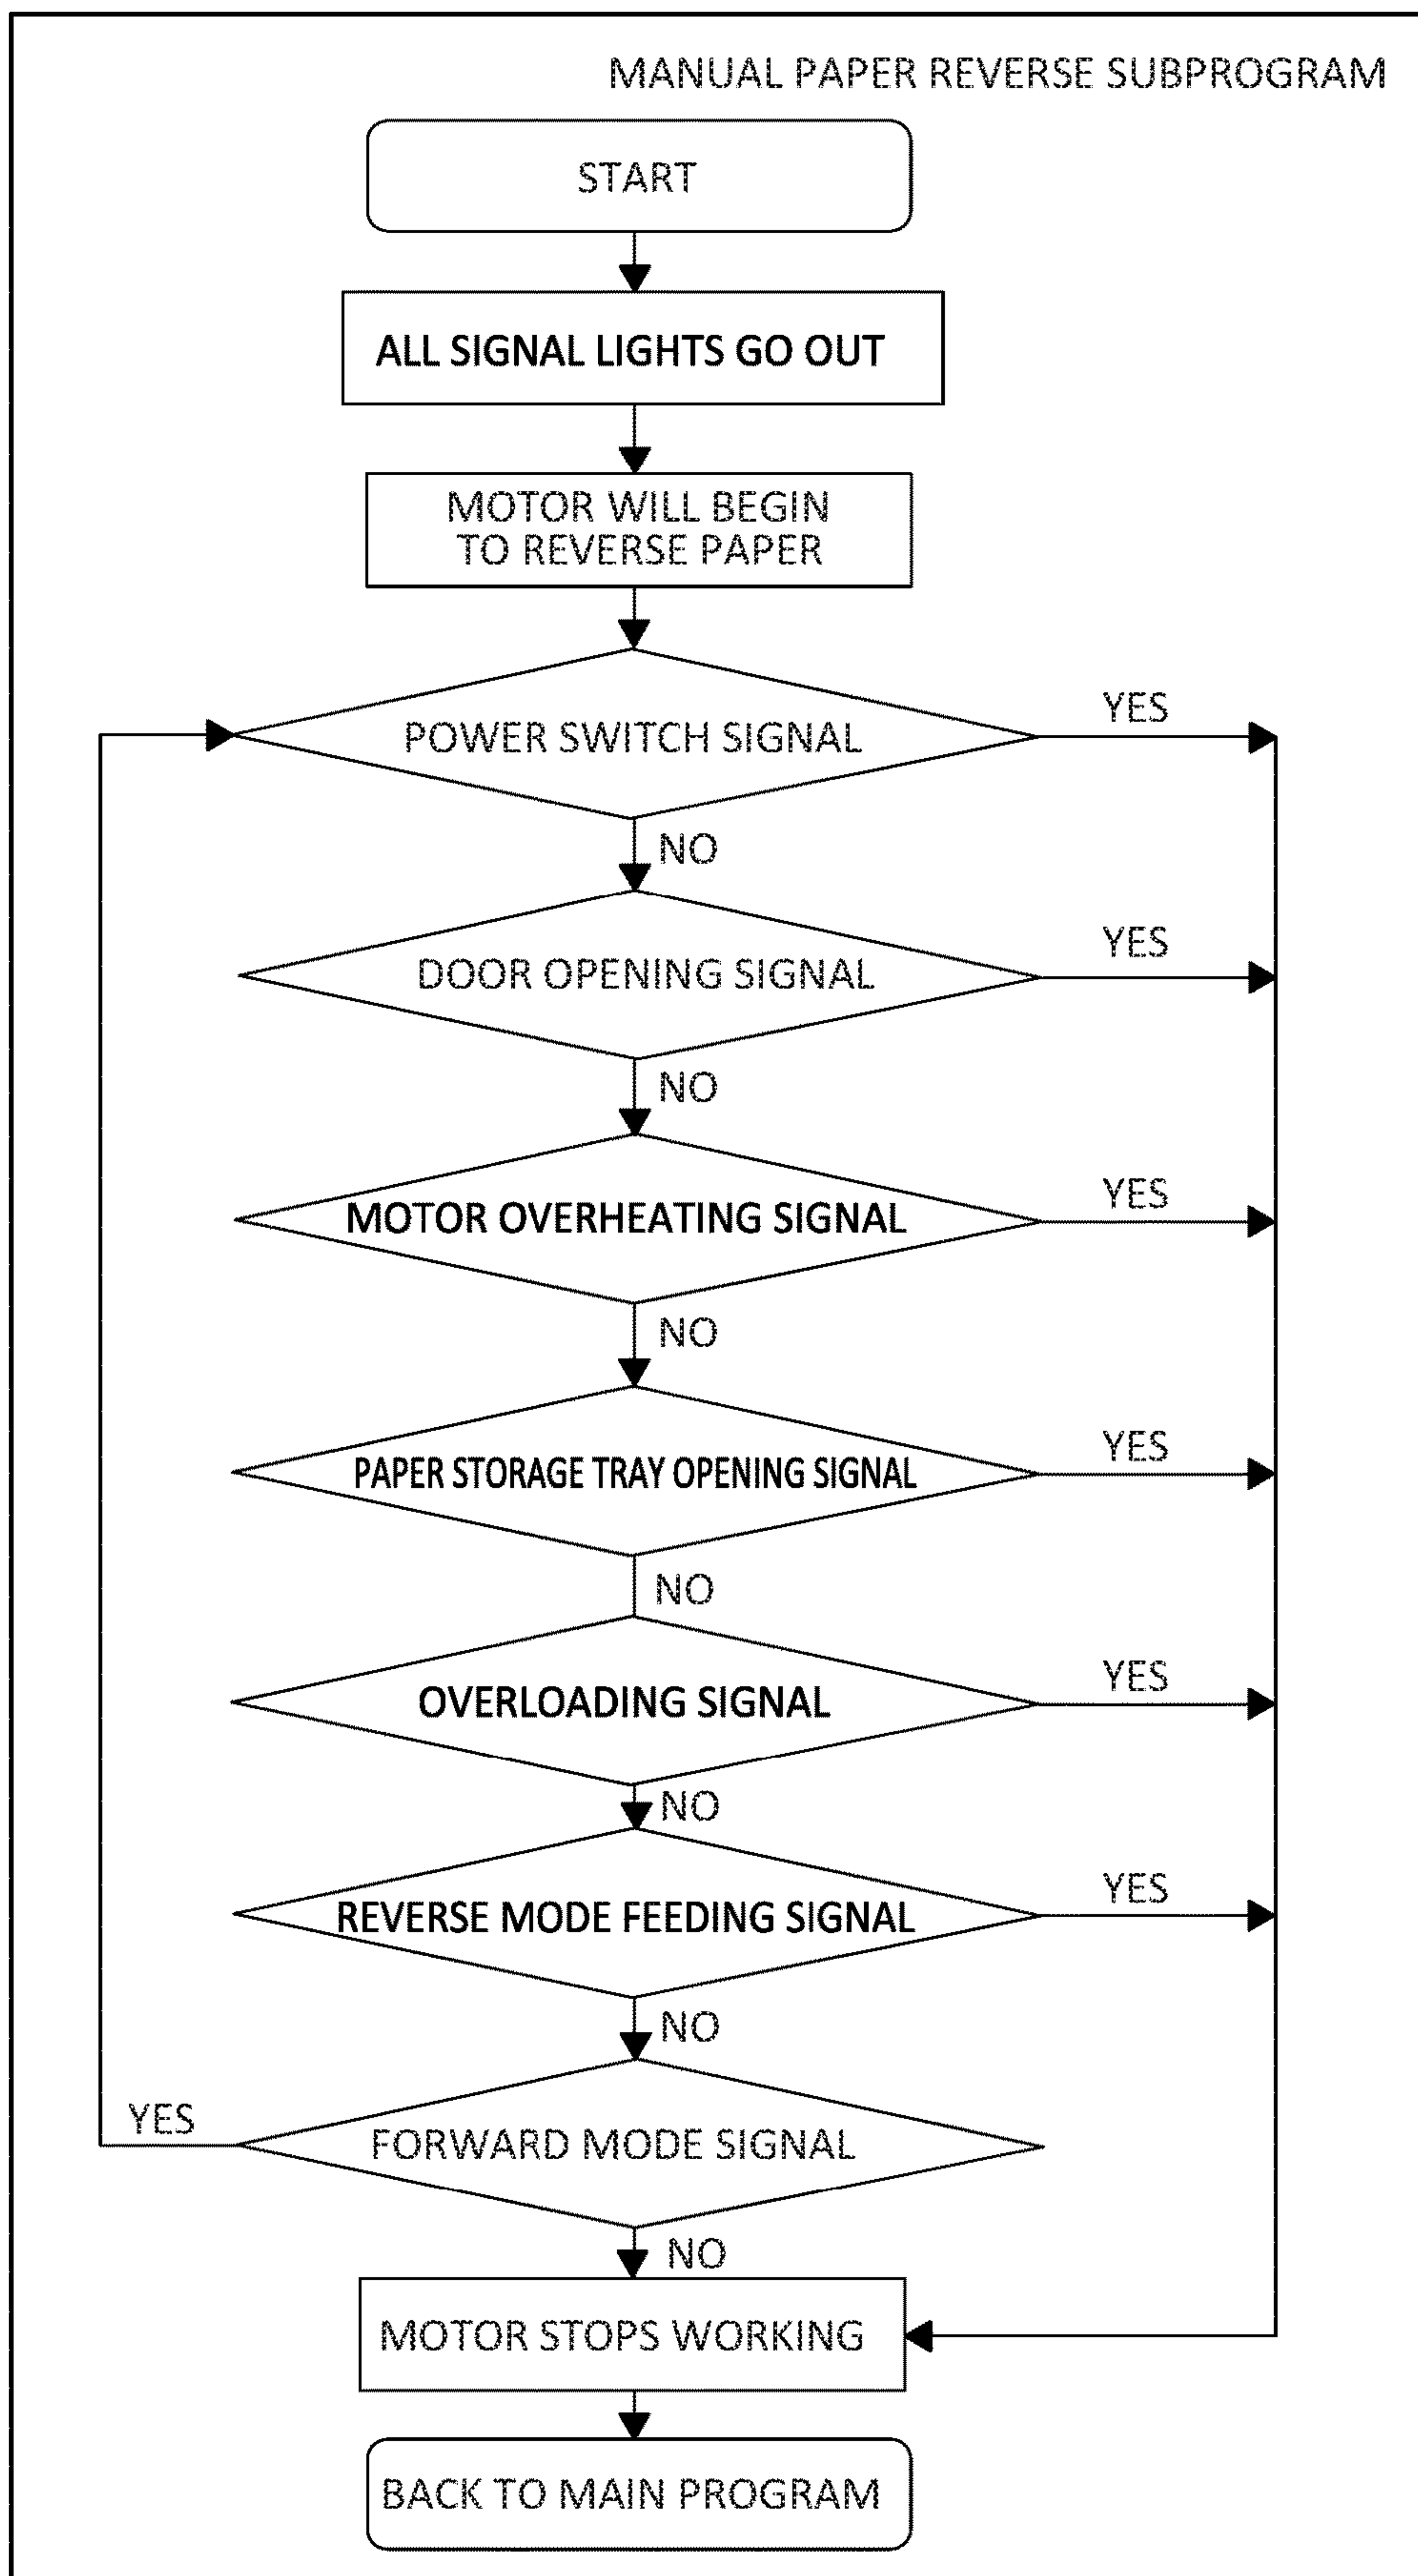 MANUAL PAPER REVERSE SUBPROGRAM
START
ALL SIGNAL LIGHTS GO OUT
MOTOR WILL BEGIN
TO REVERSE PAPER
POWER SWITCH SIGNAL
YES
NO
DOOR OPENING SIGNAL
YES
NO
MOTOR OVERHEATING SIGNAL
YES
NO
PAPER STORAGE TRAY OPENING SIGNAL
YES
NO
OVERLOADING SIGNAL
YES
NO
REVERSE MODE FEEDING SIGNAL
YES
NO
YES
FORWARD MODE SIGNAL
NO
MOTOR STOPS WORKING
BACK TO MAIN PROGRAM